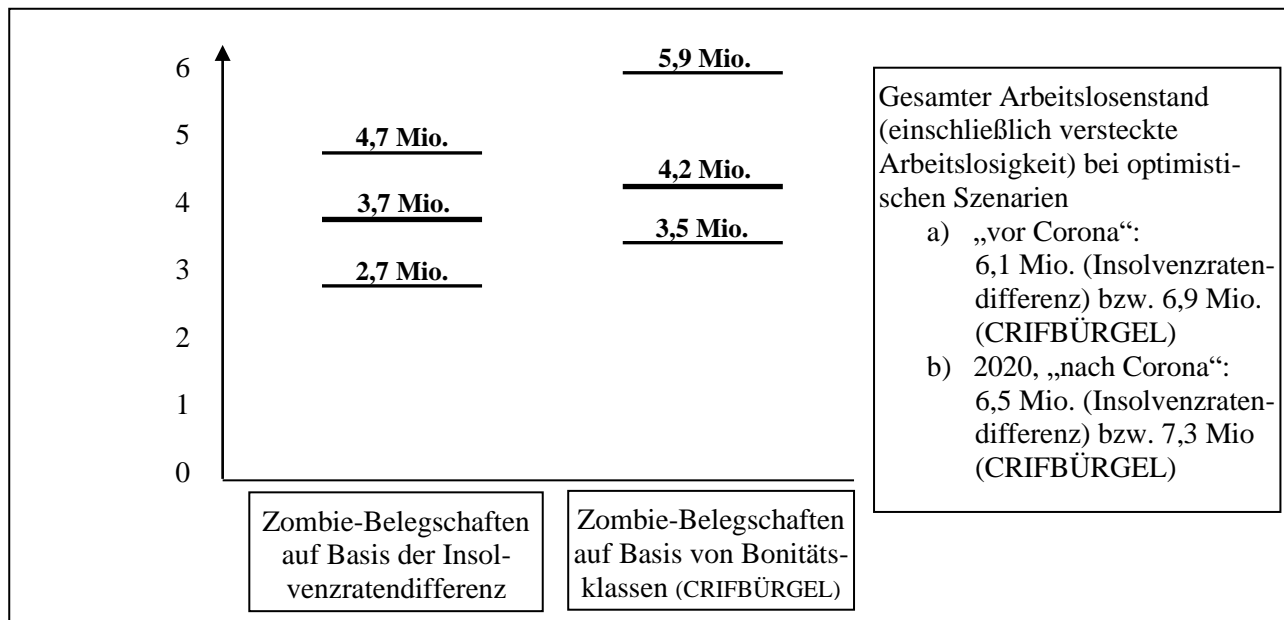 6
5
4
3
2
1
0
4,7 Mio.
3,7 Mio.
2,7 Mio.
5,9 Mio.
4,2 Mio.
3,5 Mio.
Zombie-Belegschaften
auf Basis der Insol-
venzratendifferenz
Zombie-Belegschaften
auf Basis von Bonitäts-
klassen (CRIFBÜRGEL)
Gesamter Arbeitslosenstand
(einschließlich versteckte
Arbeitslosigkeit) bei optimisti-
schen Szenarien
a) „vor Corona“:
6,1 Mio. (Insolvenzraten-
differenz) bzw. 6,9 Mio.
(CRIFBÜRGEL)
b) 2020, „nach Corona“:
6,5 Mio. (Insolvenzraten-
differenz) bzw. 7,3 Mio
(CRIFBÜRGEL)